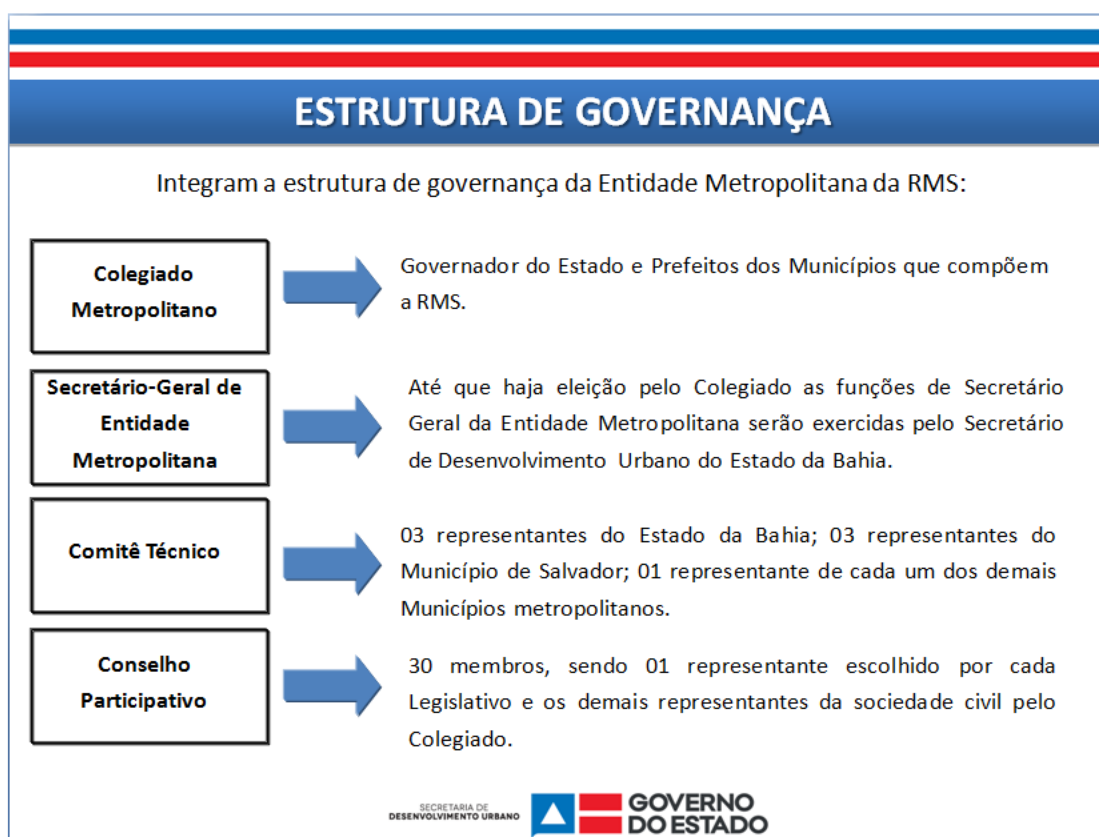 ESTRUTURA DE GOVERNANÇA
Integram a estrutura de governança da Entidade Metropolitana da RMS:
Colegiado
Metropolitano
Governador do Estado e Prefeitos dos Municípios que compõem
a RMS.
Secretário-Geral de
Entidade
Metropolitana
Até que haja eleição pelo Colegiado as funções de Secretário
Geral da Entidade Metropolitana serão exercidas pelo Secretário
de Desenvolvimento Urbano do Estado da Bahia.
Comitê Técnico
03 representantes do Estado da Bahia; 03 representantes do
Município de Salvador; 01 representante de cada um dos demais
Municípios metropolitanos.
Conselho
Participativo
30 membros, sendo 01 representante escolhido por cada
Legislativo e os demais representantes da sociedade civil pelo
Colegiado.
SECRETARIA DE
DESENVOLVIMENTO URBANO
GOVERNO
DO ESTADO